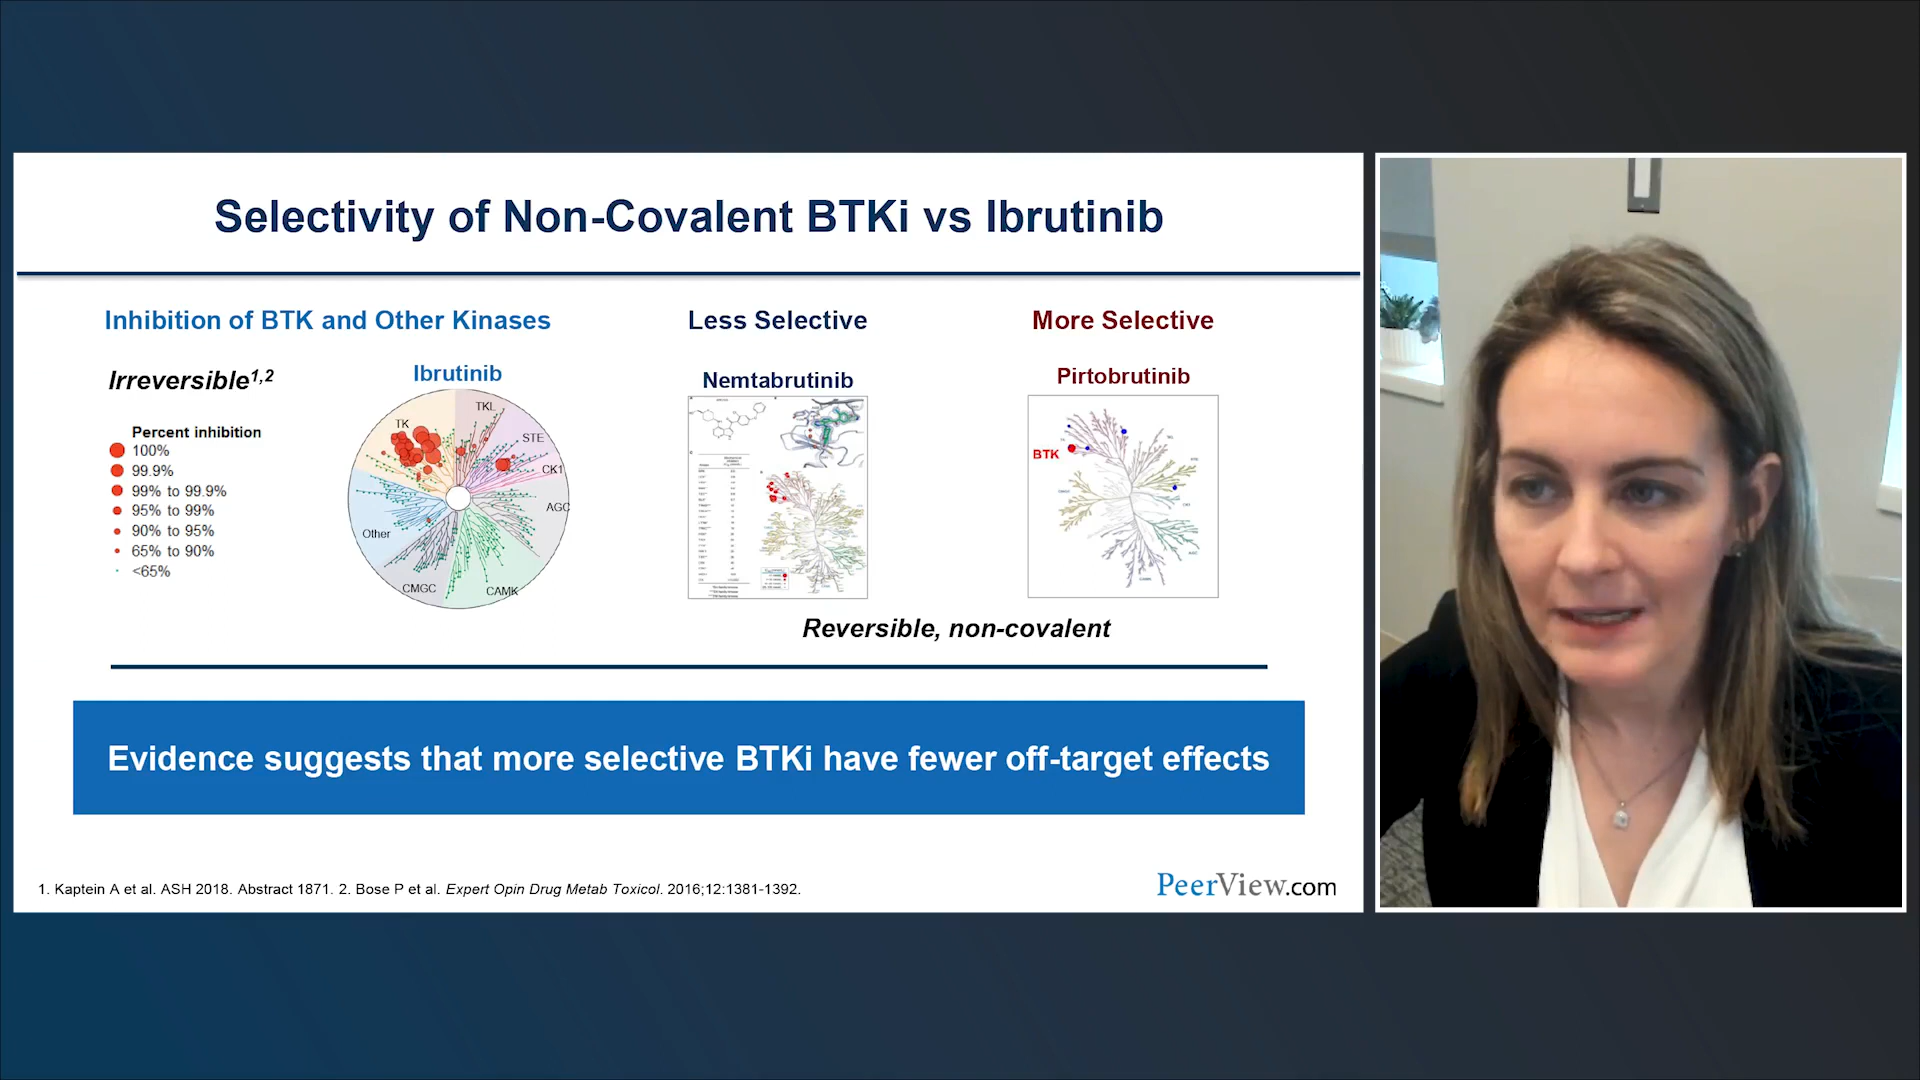 Selectivity of Non-Covalent BTKi vs Ibrutinib
Inhibition of BTK and Other Kinases
Less Selective
More Selective
Irreversible1,2
Ibrutinib
Nemtabrutinib
Pirtobrutinib
Percent inhibition
100%
99.9%
99% to 99.9%
95% to 99%
90% to 95%
65% to 90%
<65%
TK
TKL
STE
CK1
AGC
CAMK
CMGC
Other
BTK
Reversible, non-covalent
Evidence suggests that more selective BTKi have fewer off-target effects
1. Kaptein A et al. ASH 2018. Abstract 1871. 2. Bose P et al. Expert Opin Drug Metab Toxicol. 2016;12:1381-1392.
PeerView.com